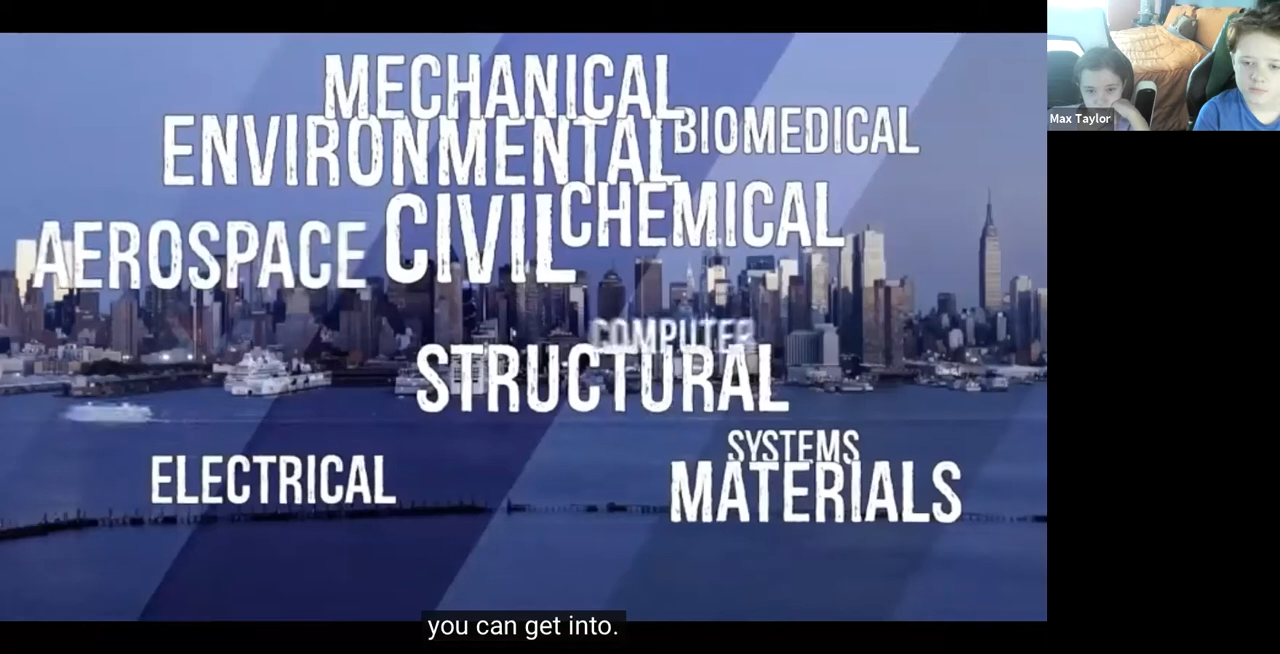 MECHANICAL
BIOMEDICAL
ENVIRONMENTAL
CHEMICAL
AEROSPACE
CIVIL
COMPUTER
STRUCTURAL
SYSTEMS
ELECTRICAL
MATERIALS
you can get into.
Max Taylor